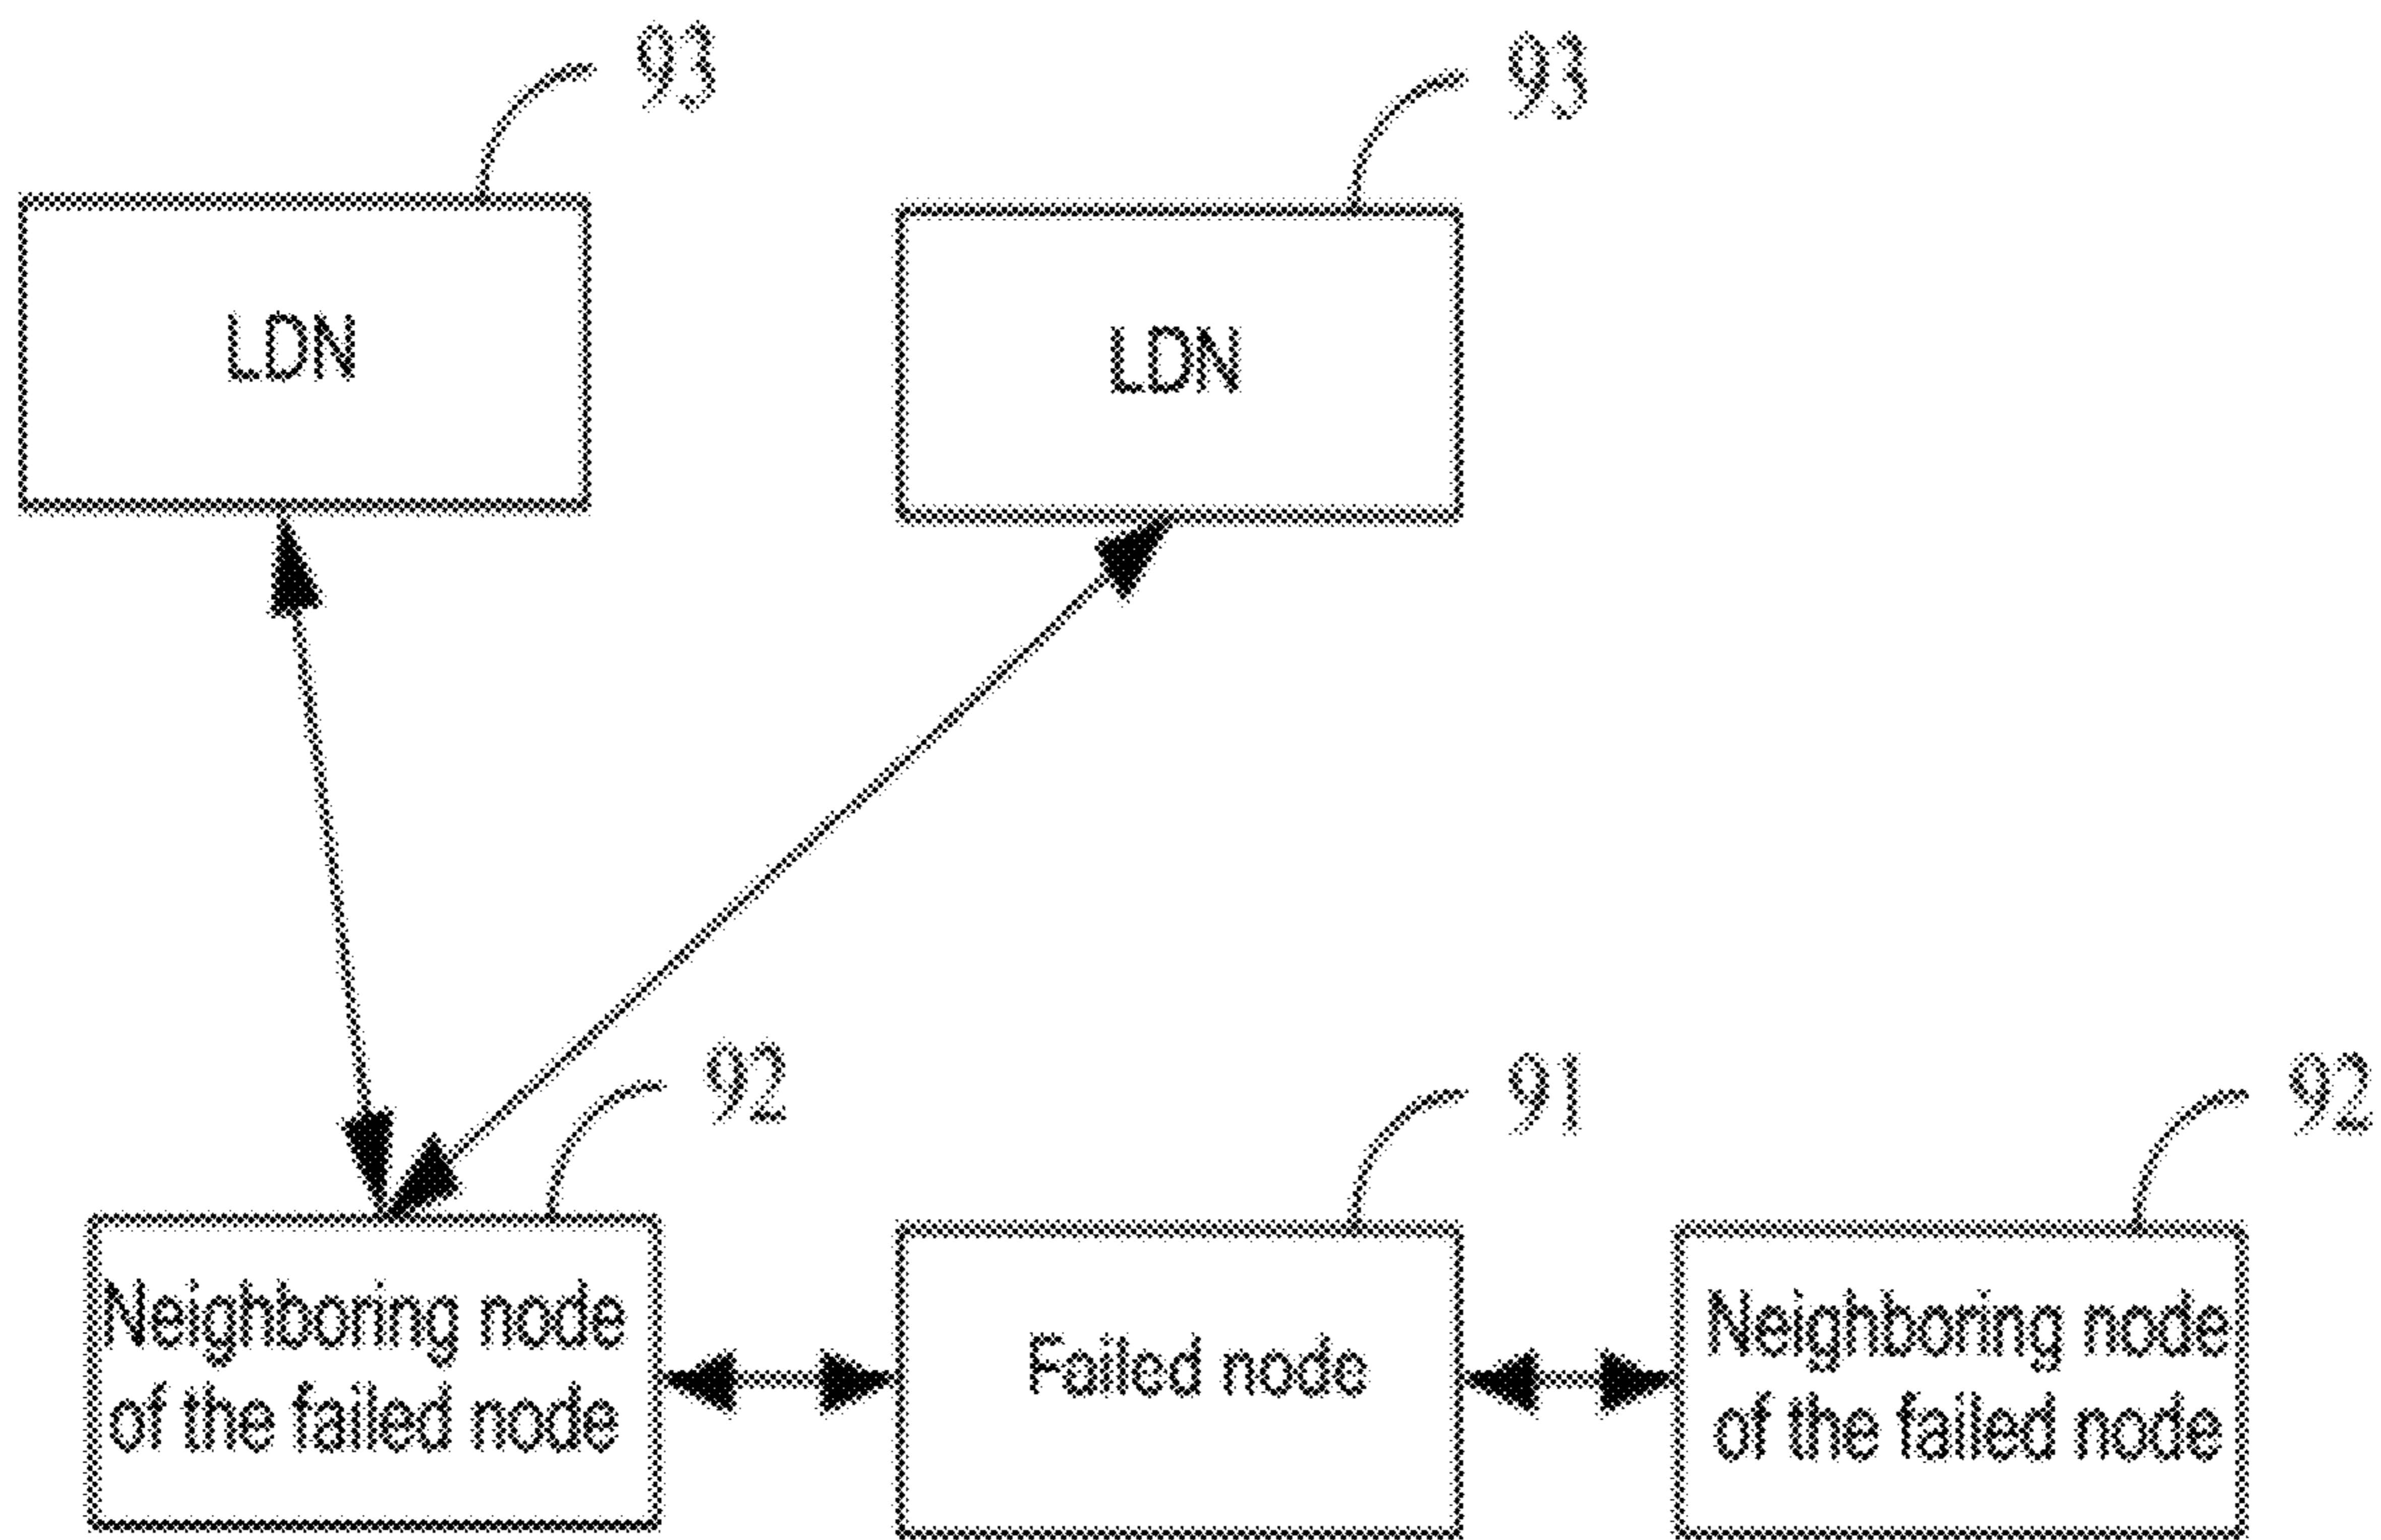 93
93
LDN
LDN
92
91
92
Neighboring node
of the failed node
Failed node
Neighboring node
of the failed node